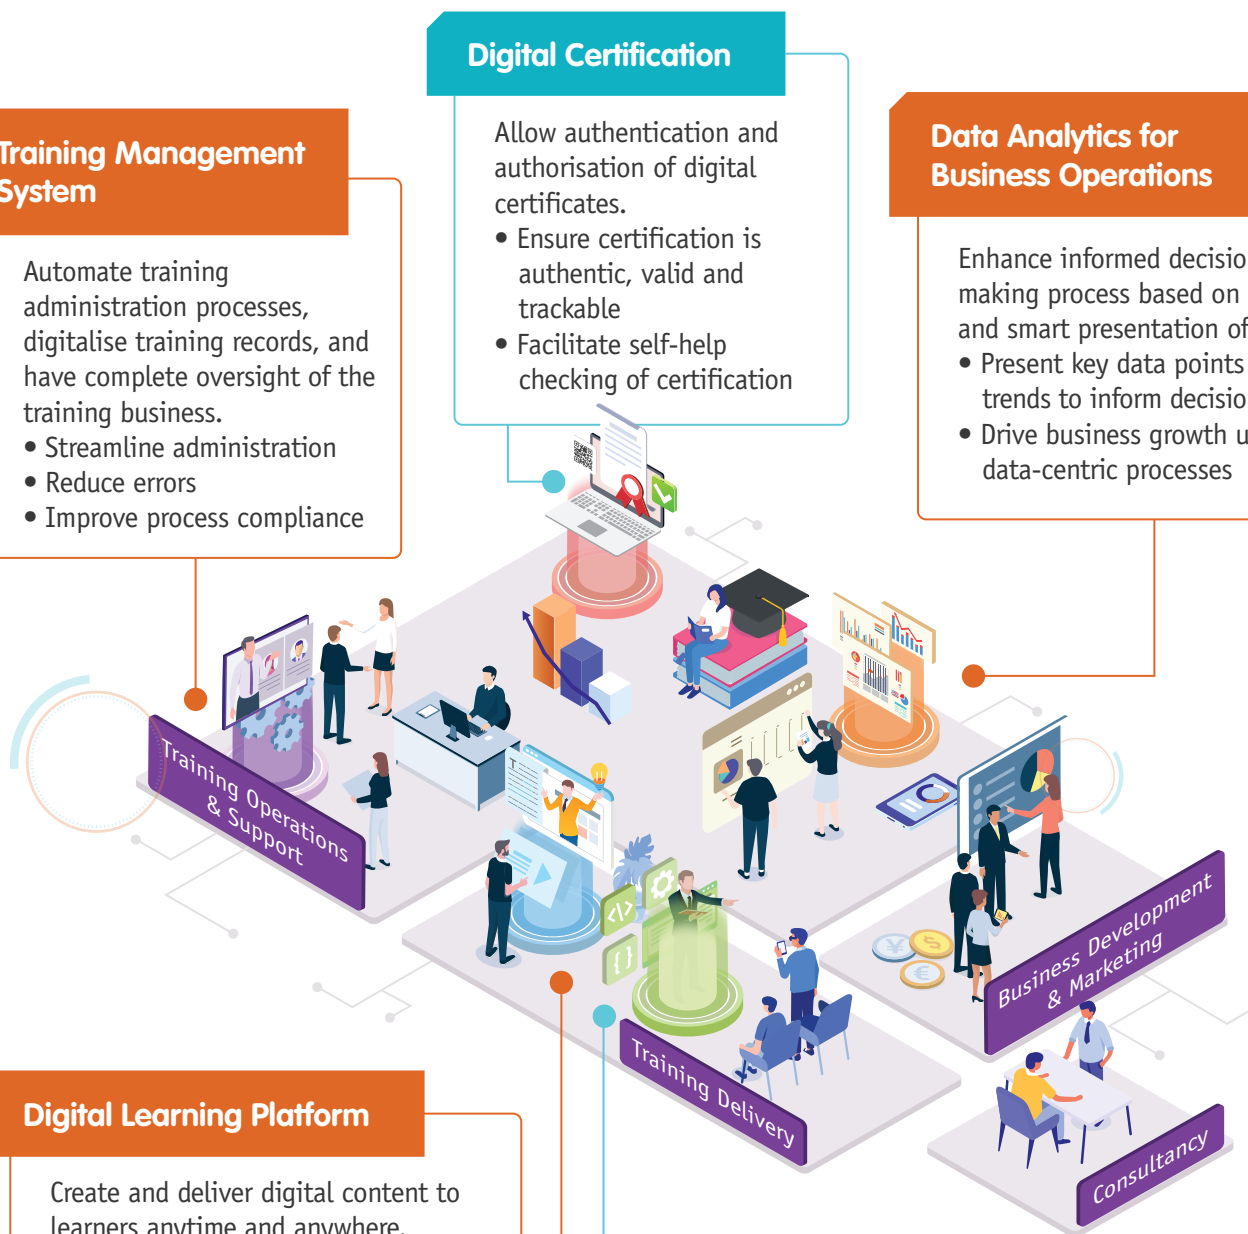 Digital Certification
Allow authentication and
authorisation of digital
certificates.
• Ensure certification is
authentic, valid and
trackable
• Facilitate self-help
checking of certification
Training Management
System
Automate training
administration processes,
digitalise training records, and
have complete oversight of the
training business.
• Streamline administration
• Reduce errors
• Improve process compliance
Data Analytics for
Business Operations
Enhance informed
making process based on
and smart presentation of
• Present key data points
trends to inform
• Drive business growth
data-centric processes
Training Operations
& Support
Business Development
& Marketing
Training Delivery
Consultancy
Digital Learning Platform
Create and deliver digital content to
learners anytime and anywhere.